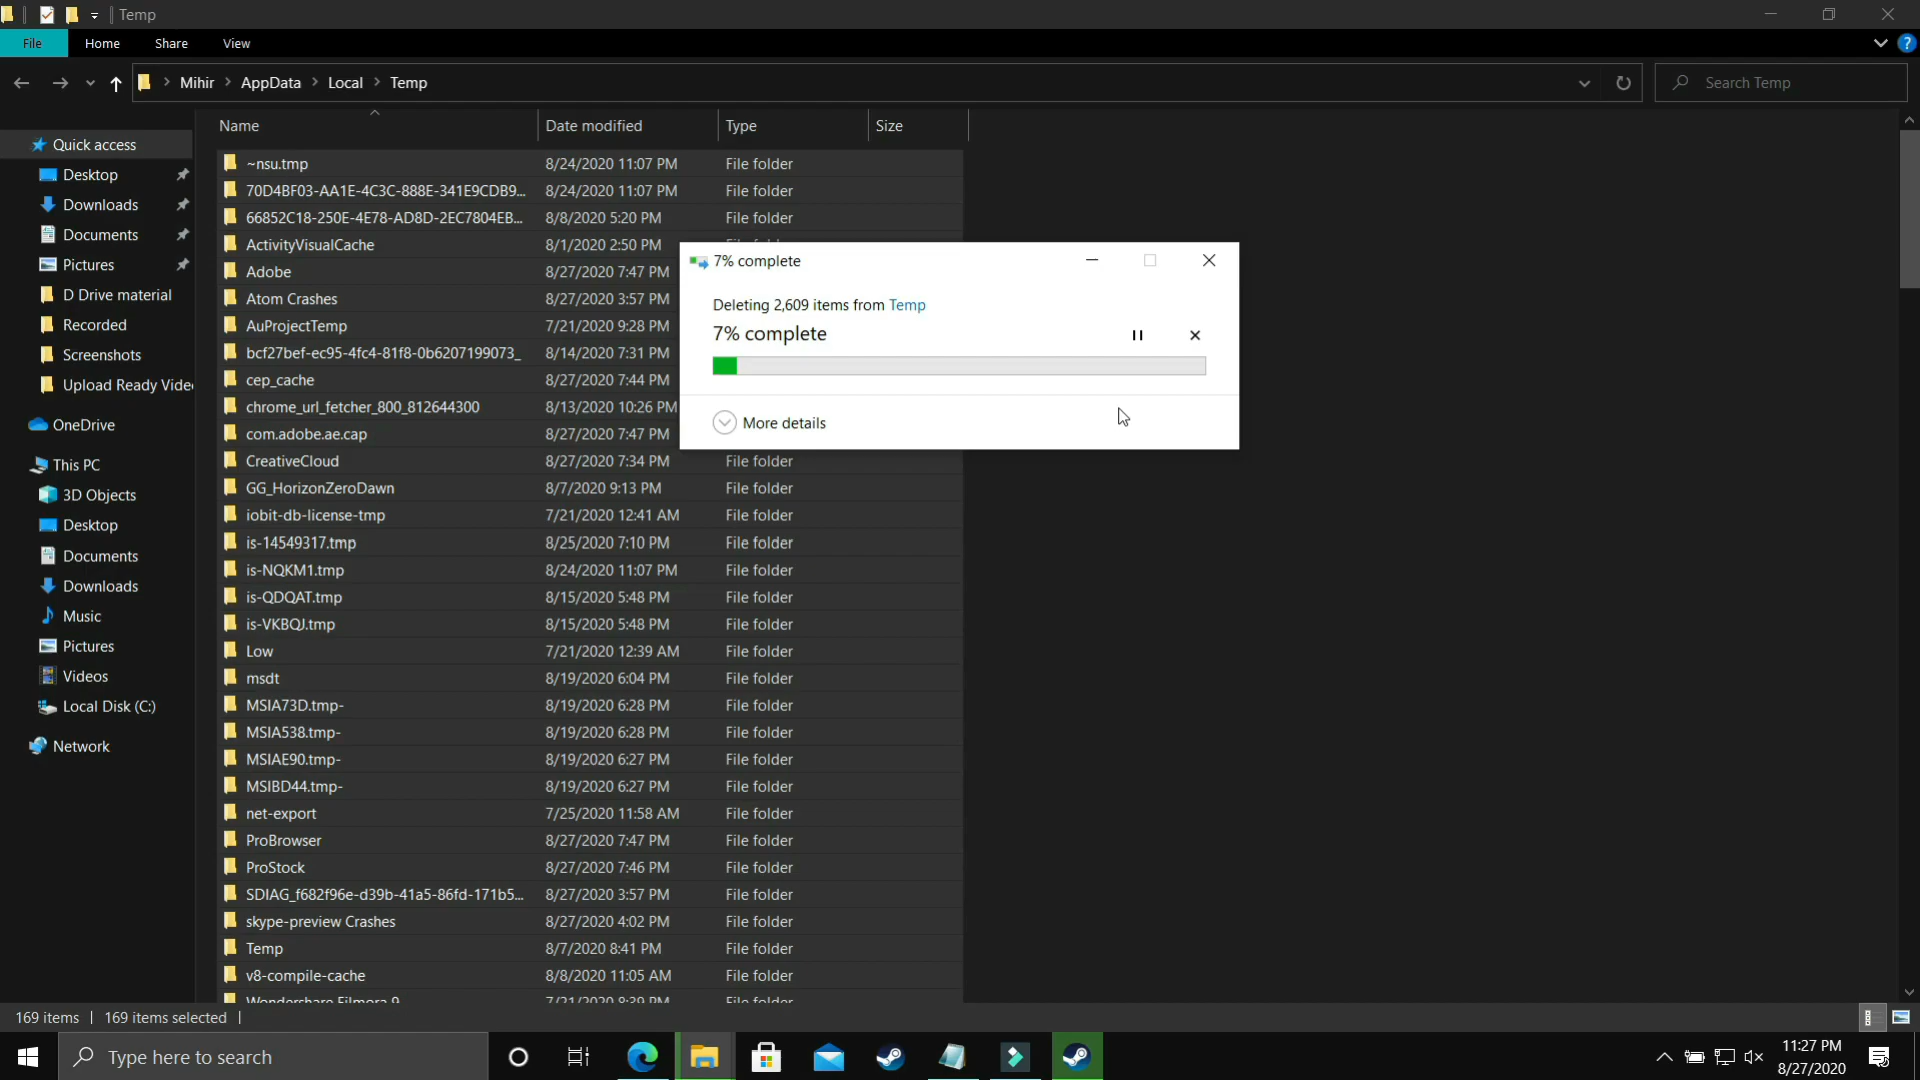 Temp
File Home Share View
Mihir AppData Local Temp Search Temp
Name Date modified Type Size
Quick access
Desktop
Downloads
Documents
Pictures
D Drive material
Recorded
Screenshots
Upload Ready Vide
OneDrive
This PC
3D Objects
Desktop
Documents
Downloads
Music
Pictures
Videos
Local Disk (C:)
Network
~nsu.tmp 8/24/2020 11:07 PM File folder
70D4BF03-AA1E-4C3C-888E-341E9CDB9... 8/24/2020 11:07 PM File folder
66852C18-250E-4E78-AD8D-2EC7804EB... 8/8/2020 5:20 PM File folder
ActivityVisualCache 8/1/2020 2:50 PM
Adobe 8/27/2020 7:47 PM
Atom Crashes 8/27/2020 3:57 PM
AuProjectTemp 7/21/2020 9:28 PM
bcf27bef-ec95-4fc4-81f8-0b6207199073_ 8/14/2020 7:31 PM
cep_cache 8/27/2020 7:44 PM
chrome_url_fetcher_800_812644300 8/13/2020 10:26 PM
com.adobe.ae.cap 8/27/2020 7:47 PM
CreativeCloud 8/27/2020 7:34 PM File folder
GG_HorizonZeroDawn 8/7/2020 9:13 PM File folder
iobit-db-license-tmp 7/21/2020 12:41 AM File folder
is-14549317.tmp 8/25/2020 7:10 PM File folder
is-NQKM1.tmp 8/24/2020 11:07 PM File folder
is-QDQAT.tmp 8/15/2020 5:48 PM File folder
is-VKBQJ.tmp 8/15/2020 5:48 PM File folder
Low 7/21/2020 12:39 AM File folder
msdt 8/19/2020 6:04 PM File folder
MSIA73D.tmp- 8/19/2020 6:28 PM File folder
MSIA538.tmp- 8/19/2020 6:28 PM File folder
MSIAE90.tmp- 8/19/2020 6:27 PM File folder
MSIBD44.tmp- 8/19/2020 6:27 PM File folder
net-export 7/25/2020 11:58 AM File folder
ProBrowser 8/27/2020 7:47 PM File folder
ProStock 8/27/2020 7:46 PM File folder
SDIAG_f682f96e-d39b-41a5-86fd-171b5... 8/27/2020 3:57 PM File folder
skype-preview Crashes 8/27/2020 4:02 PM File folder
Temp 8/7/2020 8:41 PM File folder
v8-compile-cache 8/8/2020 11:05 AM File folder
Wondershare Filmora 9 7/21/2020 8:39 PM File folder
7% complete
Deleting 2,609 items from Temp
7% complete
More details
169 items 169 items selected
Type here to search
11:27 PM
8/27/2020